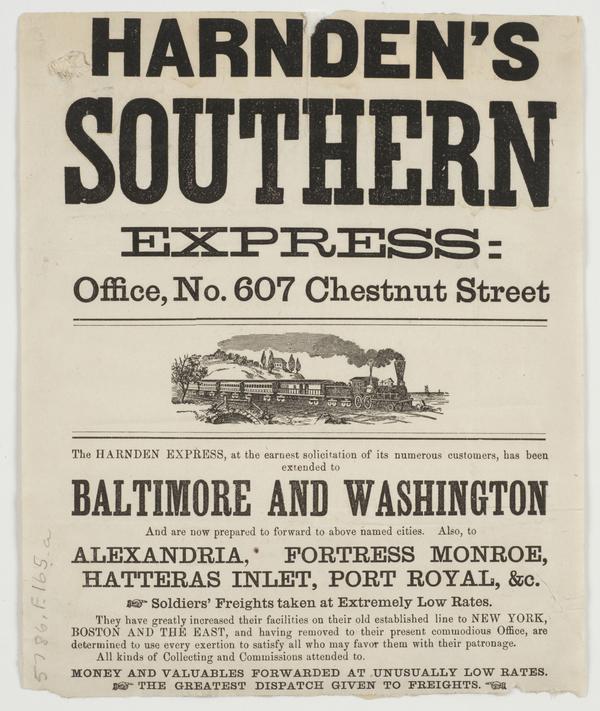 HARNDEN'S
SOUTHERN
EXPRESS:
Office, No. 607 Chestnut Street
The HARNDEN EXPRESS, at the earnest solicitation of its numerous customers, has been
extended to
BALTIMORE AND WASHINGTON
And are now prepared to forward to above named cities. Also, to
ALEXANDRIA, FORTRESS MONROE,
HATTERAS INLET, PORT ROYAL, &c.
☞ Soldiers' Freights taken at Extremely Low Rates.
They have greatly increased their facilities on their old established line to NEW YORK,
BOSTON AND THE EAST, and having removed to their present commodious Office, are
determined to use every exertion to satisfy all who may favor them with their patronage.
All kinds of Collecting and Commissions attended to.
MONEY AND VALUABLES FORWARDED AT UNUSUALLY LOW RATES.
☞ THE GREATEST DISPATCH GIVEN TO FREIGHTS. ☜
5786.F.165.a